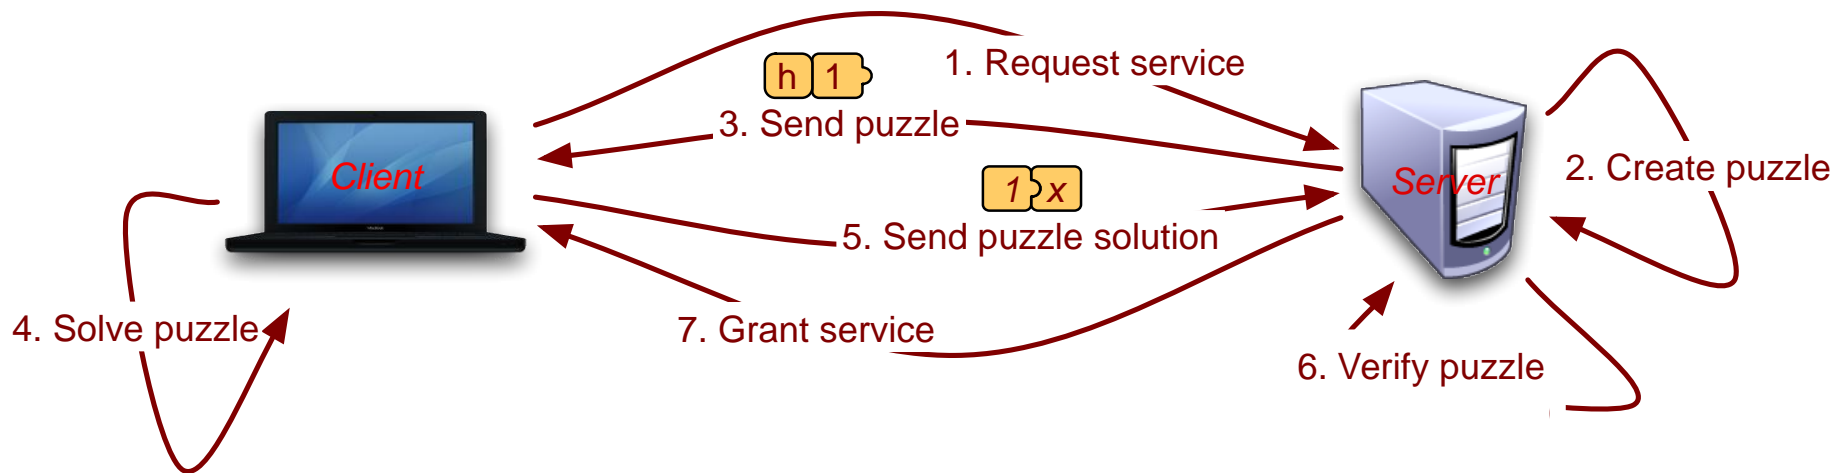 1. Request service
h 1
3. Send puzzle
Client
Server
2. Create puzzle
1 x
5. Send puzzle solution
4. Solve puzzle
7. Grant service
6. Verify puzzle